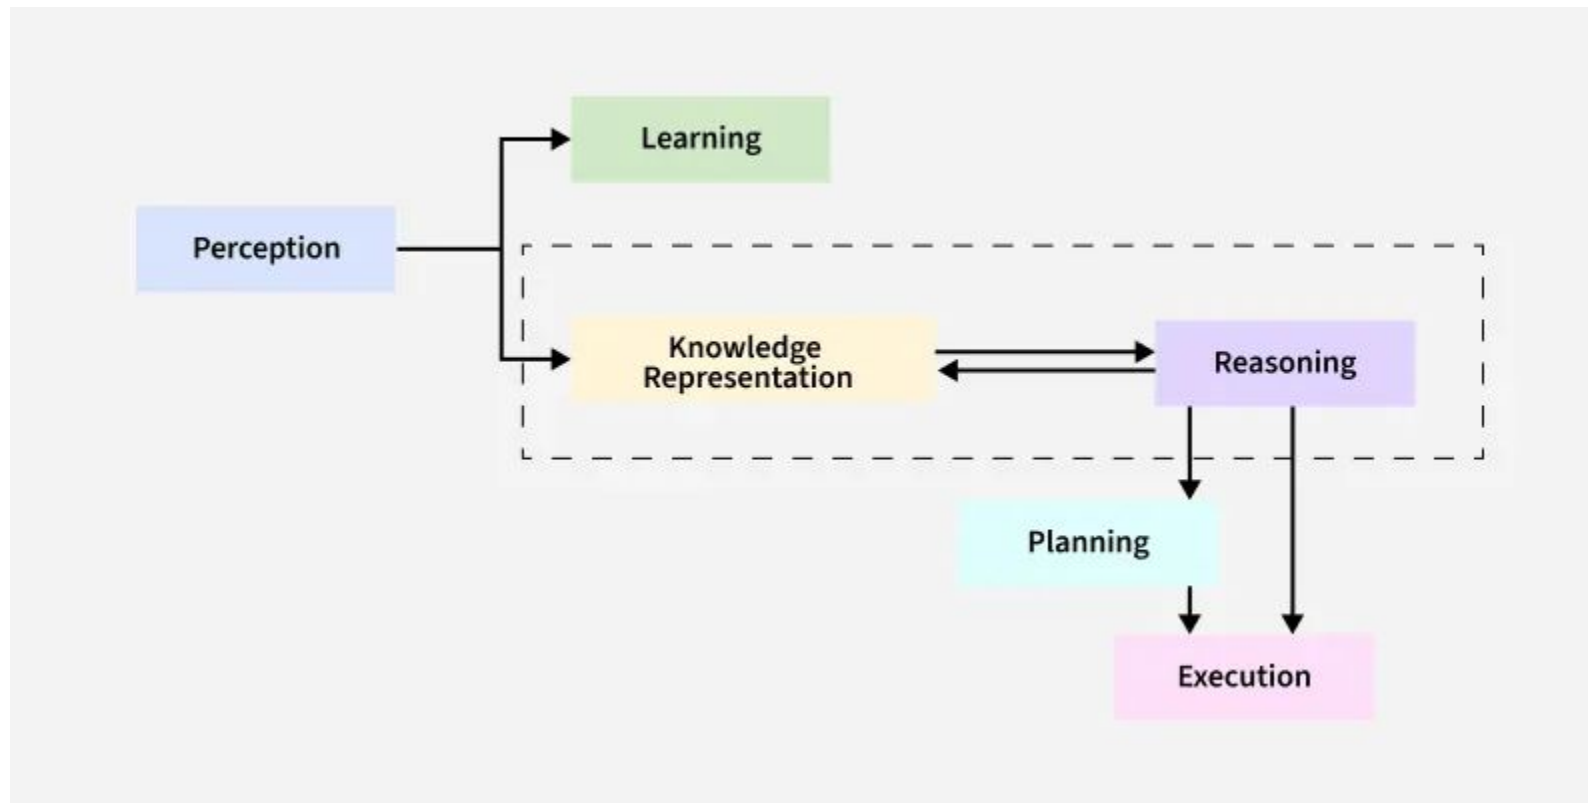 Learning
Perception
Knowledge
Representation
Reasoning
Planning
Execution